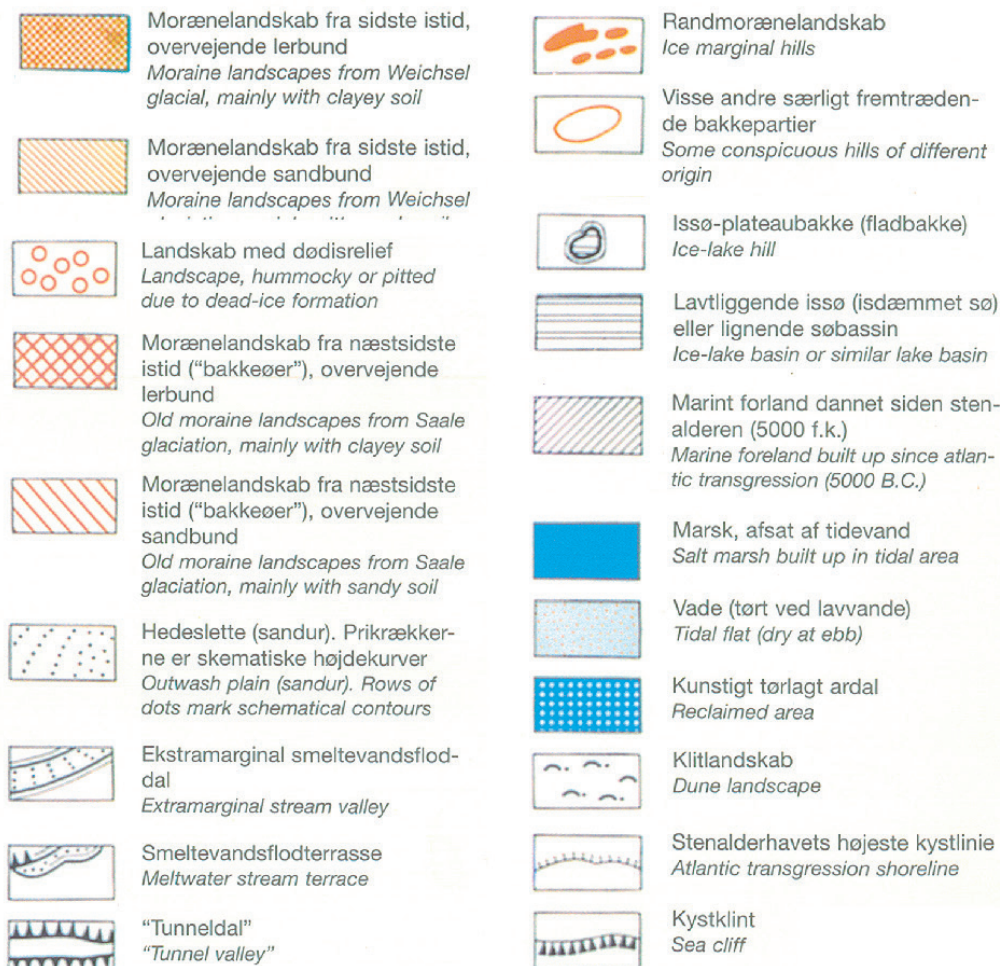 Morænelandskab fra sidste istid,
overvejende lerbund
Moraine landscapes from Weichsel
glacial, mainly with clayey soil
Morænelandskab fra sidste istid,
overvejende sandbund
Moraine landscapes from Weichsel
Landskab med dødisrelief
Landscape, hummocky or pitted
due to dead-ice formation
Morænelandskab fra næstsidste
istid ("bakkeøer"), overvejende
lerbund
Old moraine landscapes from Saale
glaciation, mainly with clayey soil
Morænelandskab fra næstsidste
istid ("bakkeøer"), overvejende
sandbund
Old moraine landscapes from Saale
glaciation, mainly with sandy soil
Hedeslette (sandur). Prikrækker-
ne er skematiske højdekurver
Outwash plain (sandur). Rows of
dots mark schematical contours
Ekstramarginal smeltevandsflod-
dal
Extramarginal stream valley
Smeltevandsflodterrasse
Meltwater stream terrace
"Tunneldal"
"Tunnel valley"
Randmorænelandskab
Ice marginal hills
Visse andre særligt fremtræden-
de bakkepartier
Some conspicuous hills of different
origin
Issø-plateaubakke (fladbakke)
Ice-lake hill
Lavtliggende issø (isdæmmet sø)
eller lignende søbassin
Ice-lake basin or similar lake basin
Marint forland dannet siden sten-
alderen (5000 f.k.)
Marine foreland built up since atlan-
tic transgression (5000 B.C.)
Marsk, afsat af tidevand
Salt marsh built up in tidal area
Vade (tørt ved lavvande)
Tidal flat (dry at ebb)
Kunstigt tørlagt ardal
Reclaimed area
Klitlandskab
Dune landscape
Stenalderhavets højeste kystlinie
Atlantic transgression shoreline
Kystklint
Sea cliff